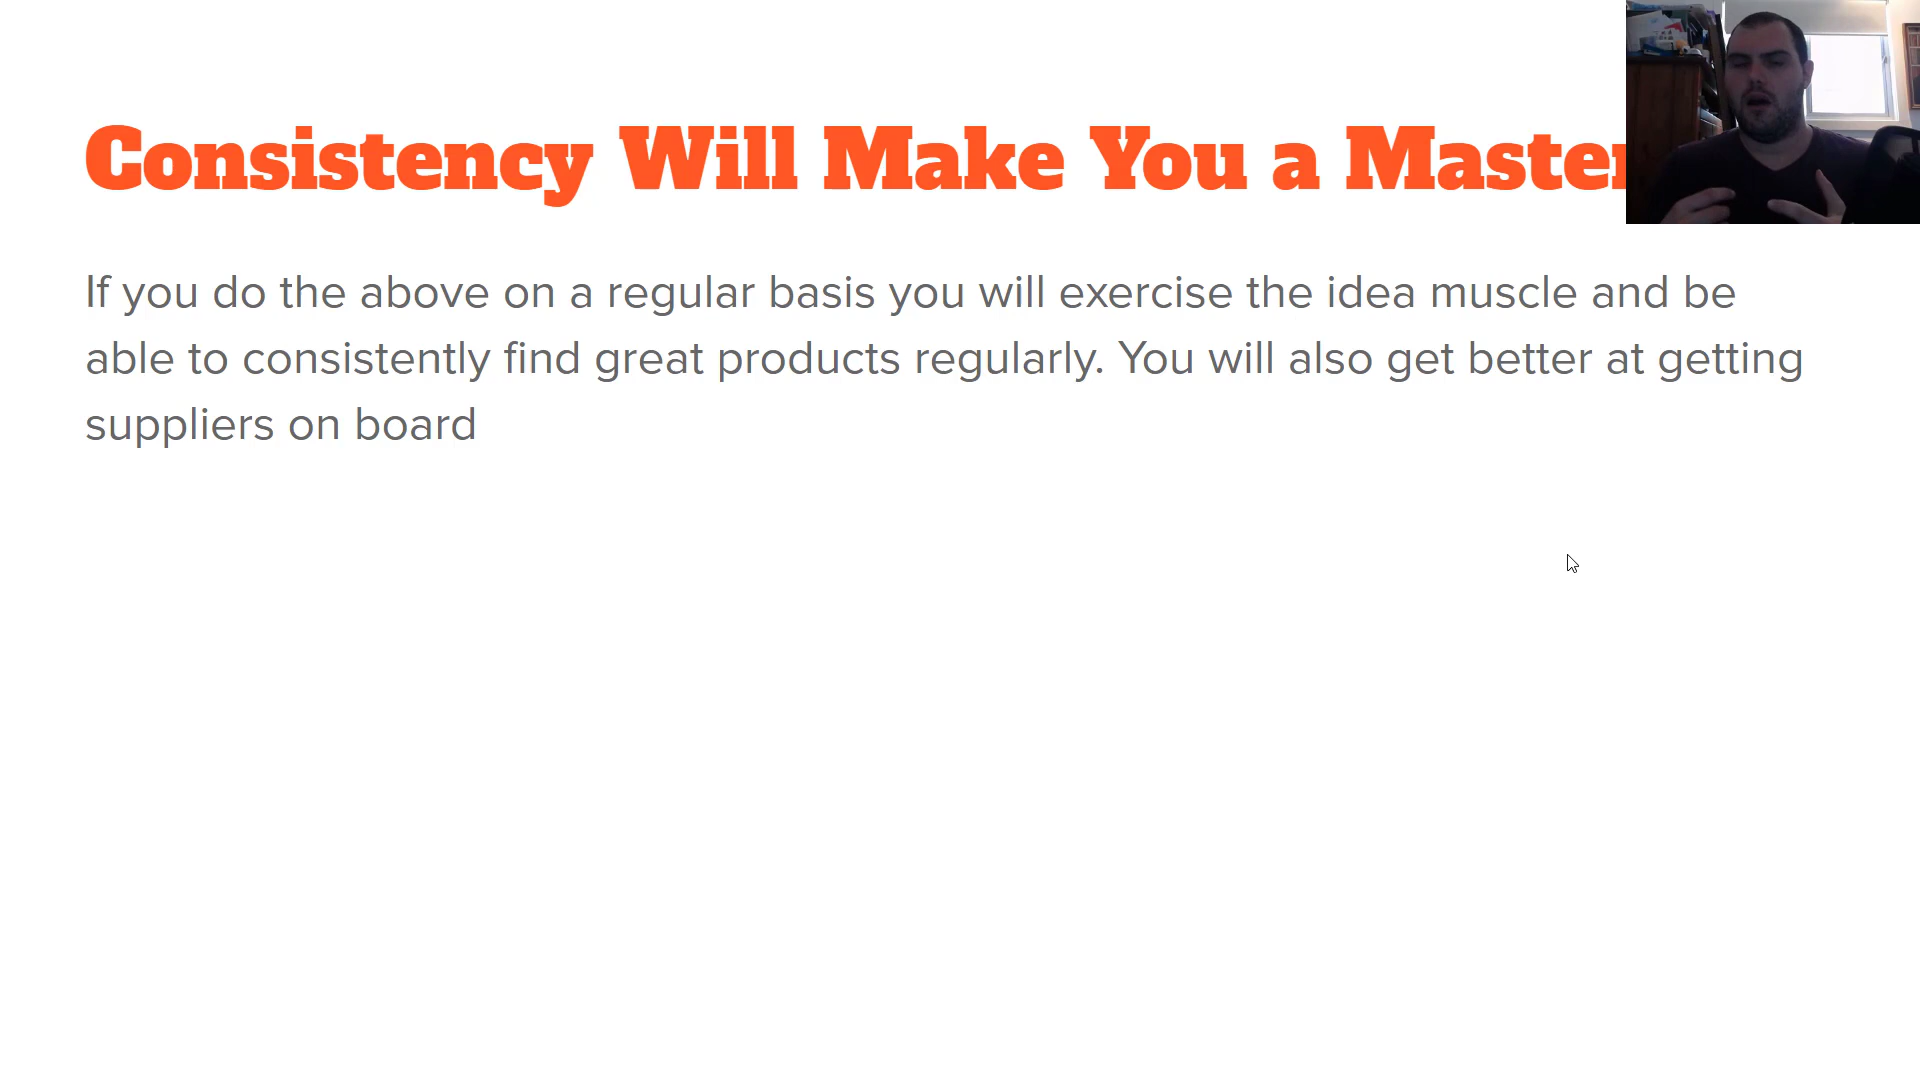 Consistency Will Make You a Master
If you do the above on a regular basis you will exercise the idea muscle and be
able to consistently find great products regularly. You will also get better at getting
suppliers on board